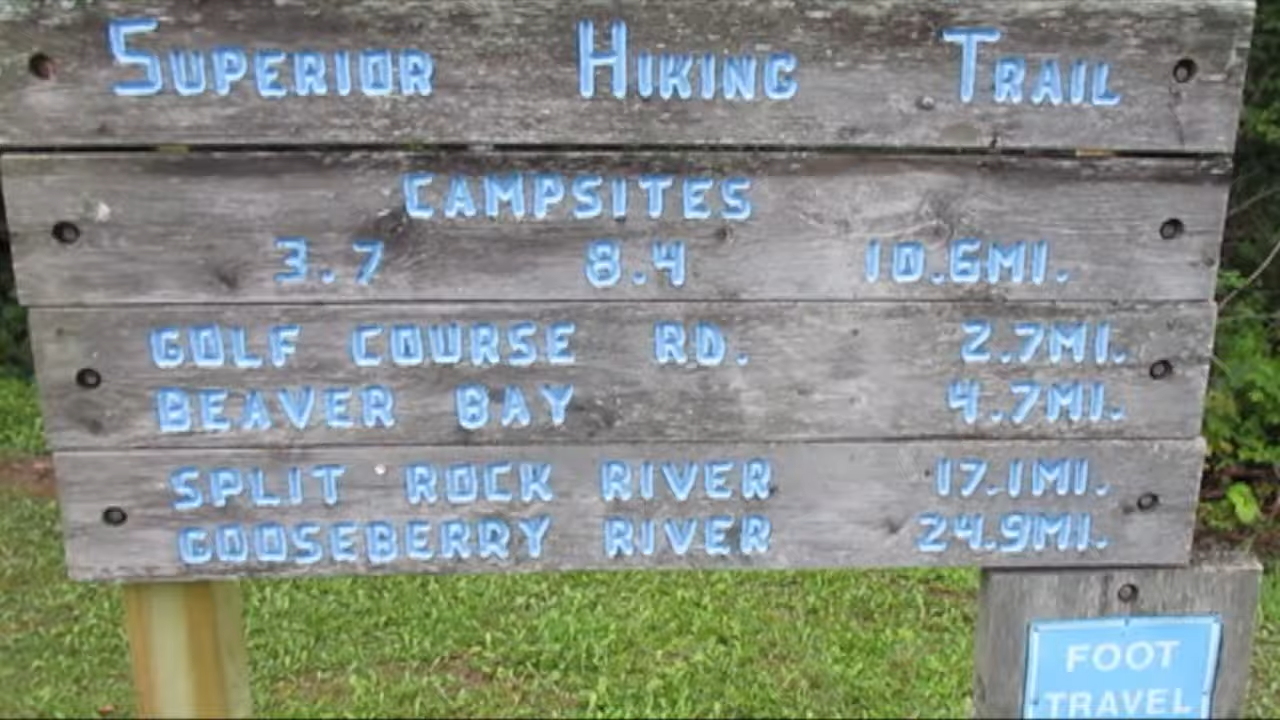 SUPERIOR HIKING TRAIL
CAMPSITES
3.7 8.4 10.6MI.
GOLF COURSE RD. 2.7MI.
BEAVER BAY 4.7MI.
SPLIT ROCK RIVER 17.1MI.
GOOSEBERRY RIVER 24.9MI.
FOOT
TRAVEL